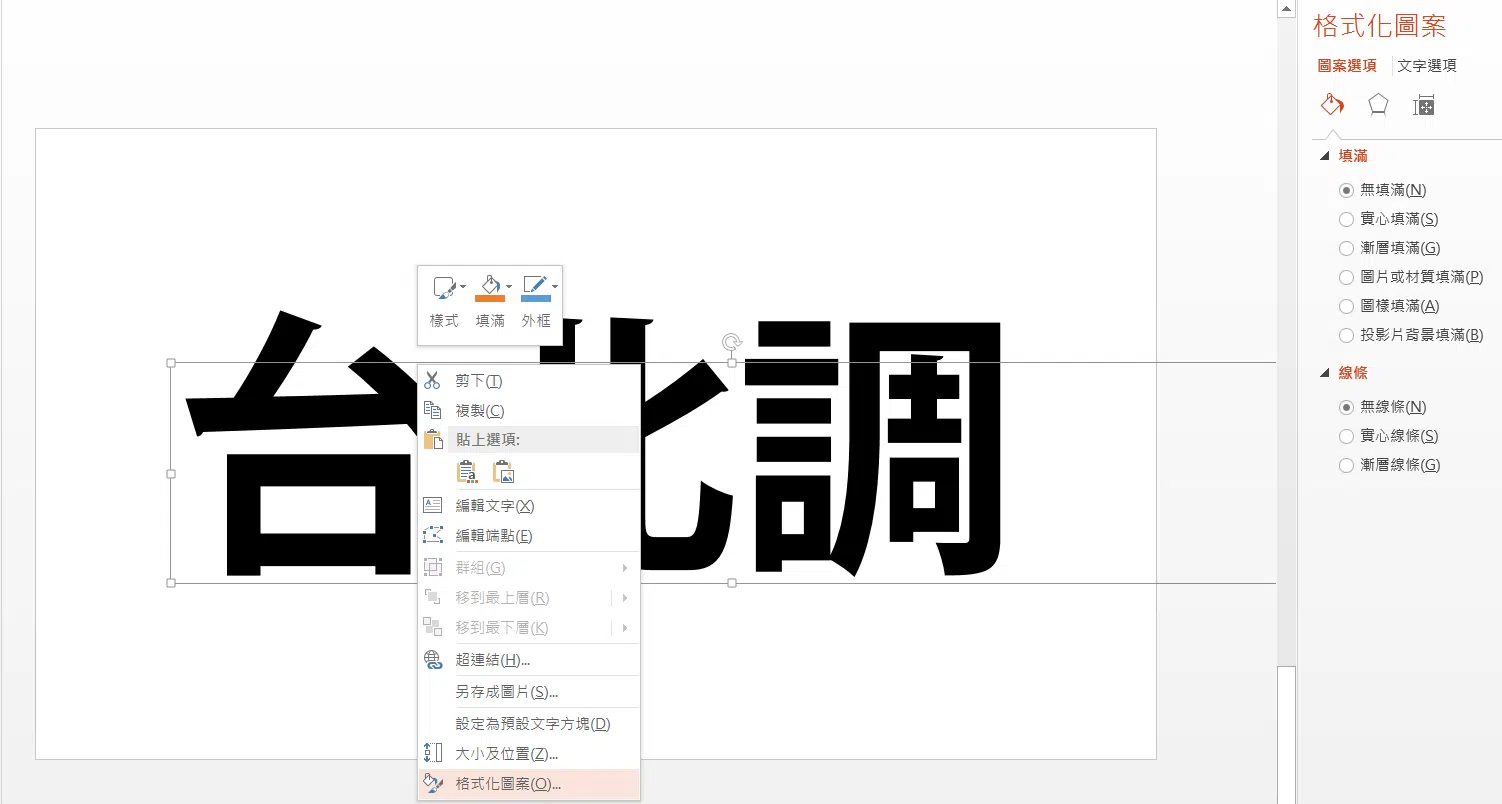 格式化圖案
圖案選項 文字選項
填滿
無填滿(N)
實心填滿(S)
漸層填滿(G)
圖片或材質填滿(P)
圖樣填滿(A)
投影片背景填滿(B)
線條
無線條(N)
實心線條(S)
漸層線條(G)
樣式 填滿 外框
台北調
剪下(T)
複製(C)
貼上選項:
編輯文字(X)
編輯端點(E)
群組(G)
移到最上層(R)
移到最下層(K)
超連結(H)...
另存成圖片(S)...
設定為預設文字方塊(D)
大小及位置(Z)...
格式化圖案(O)...